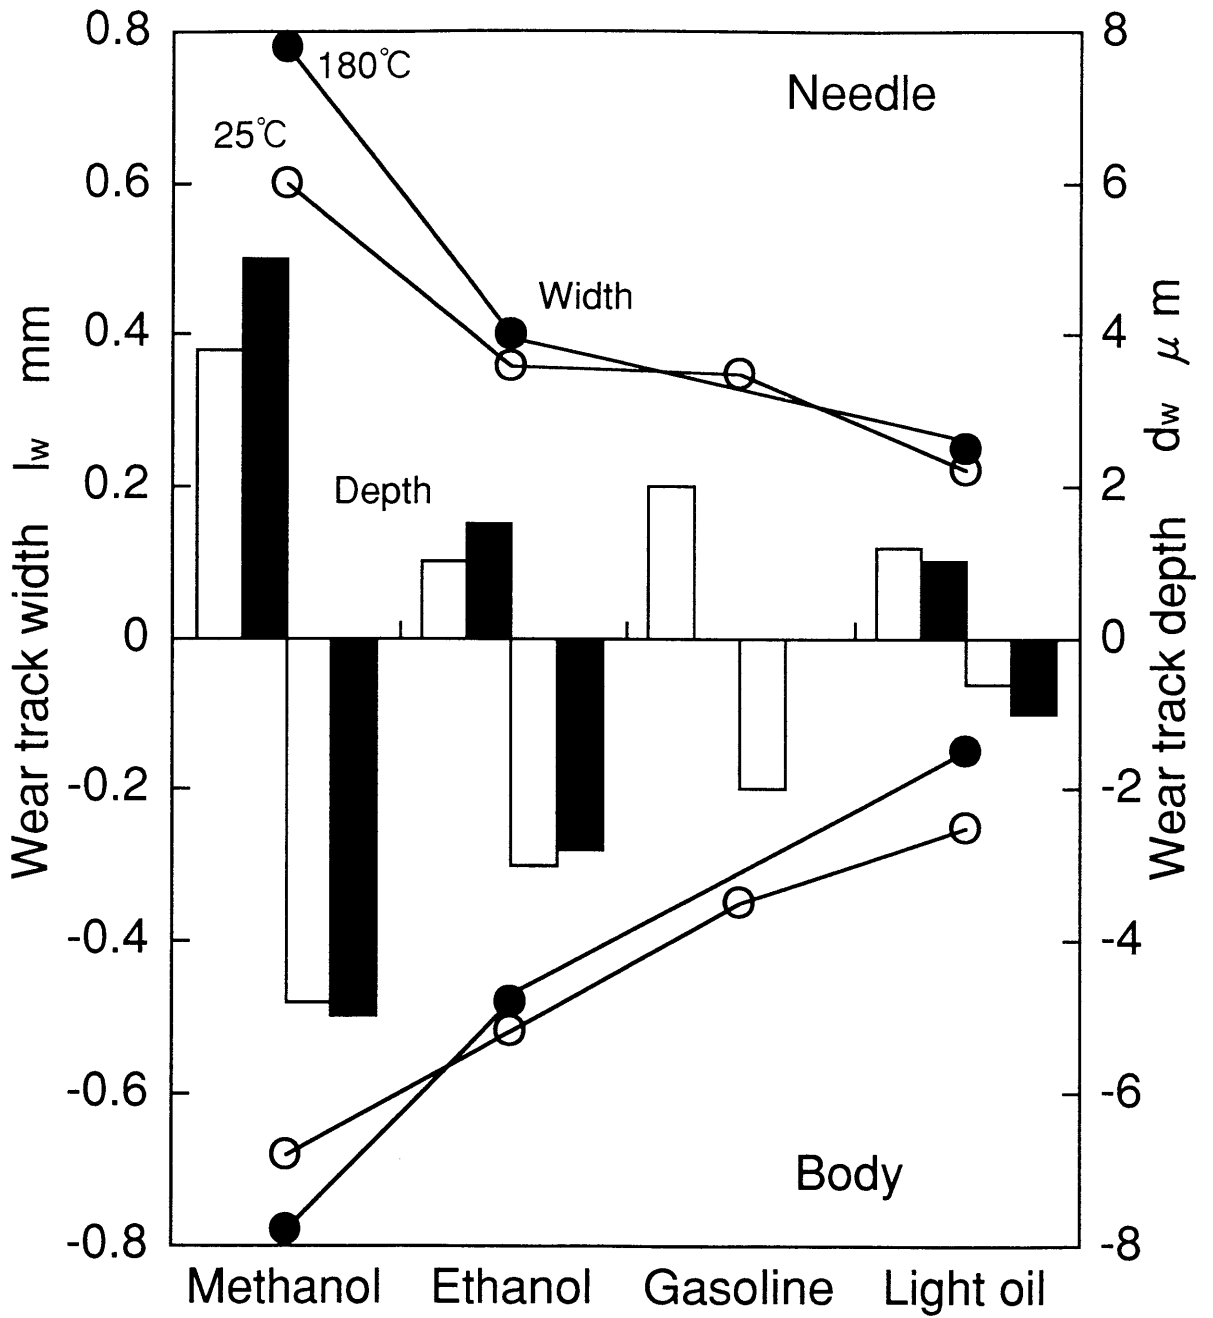 0.8
8
180℃
Needle
25℃
0.6
6
Width
0.4
4
Depth
0.2
2
0
0
-0.2
-2
-0.4
-4
-0.6
-6
Body
-0.8
-8
Wear track width lw mm
Wear track depth dw μm
Methanol Ethanol Gasoline Light oil